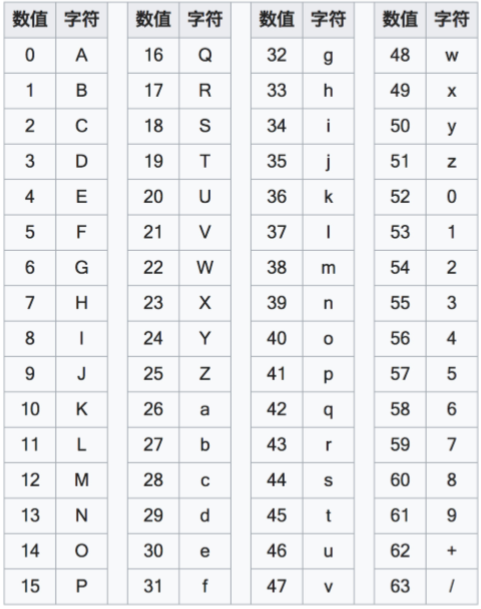 数值 字符 数值 字符 数值 字符 数值 字符
0 A 16 Q 32 g 48 w
1 B 17 R 33 h 49 x
2 C 18 S 34 i 50 y
3 D 19 T 35 j 51 z
4 E 20 U 36 k 52 0
5 F 21 V 37 l 53 1
6 G 22 W 38 m 54 2
7 H 23 X 39 n 55 3
8 I 24 Y 40 o 56 4
9 J 25 Z 41 p 57 5
10 K 26 a 42 q 58 6
11 L 27 b 43 r 59 7
12 M 28 c 44 s 60 8
13 N 29 d 45 t 61 9
14 O 30 e 46 u 62 +
15 P 31 f 47 v 63 /